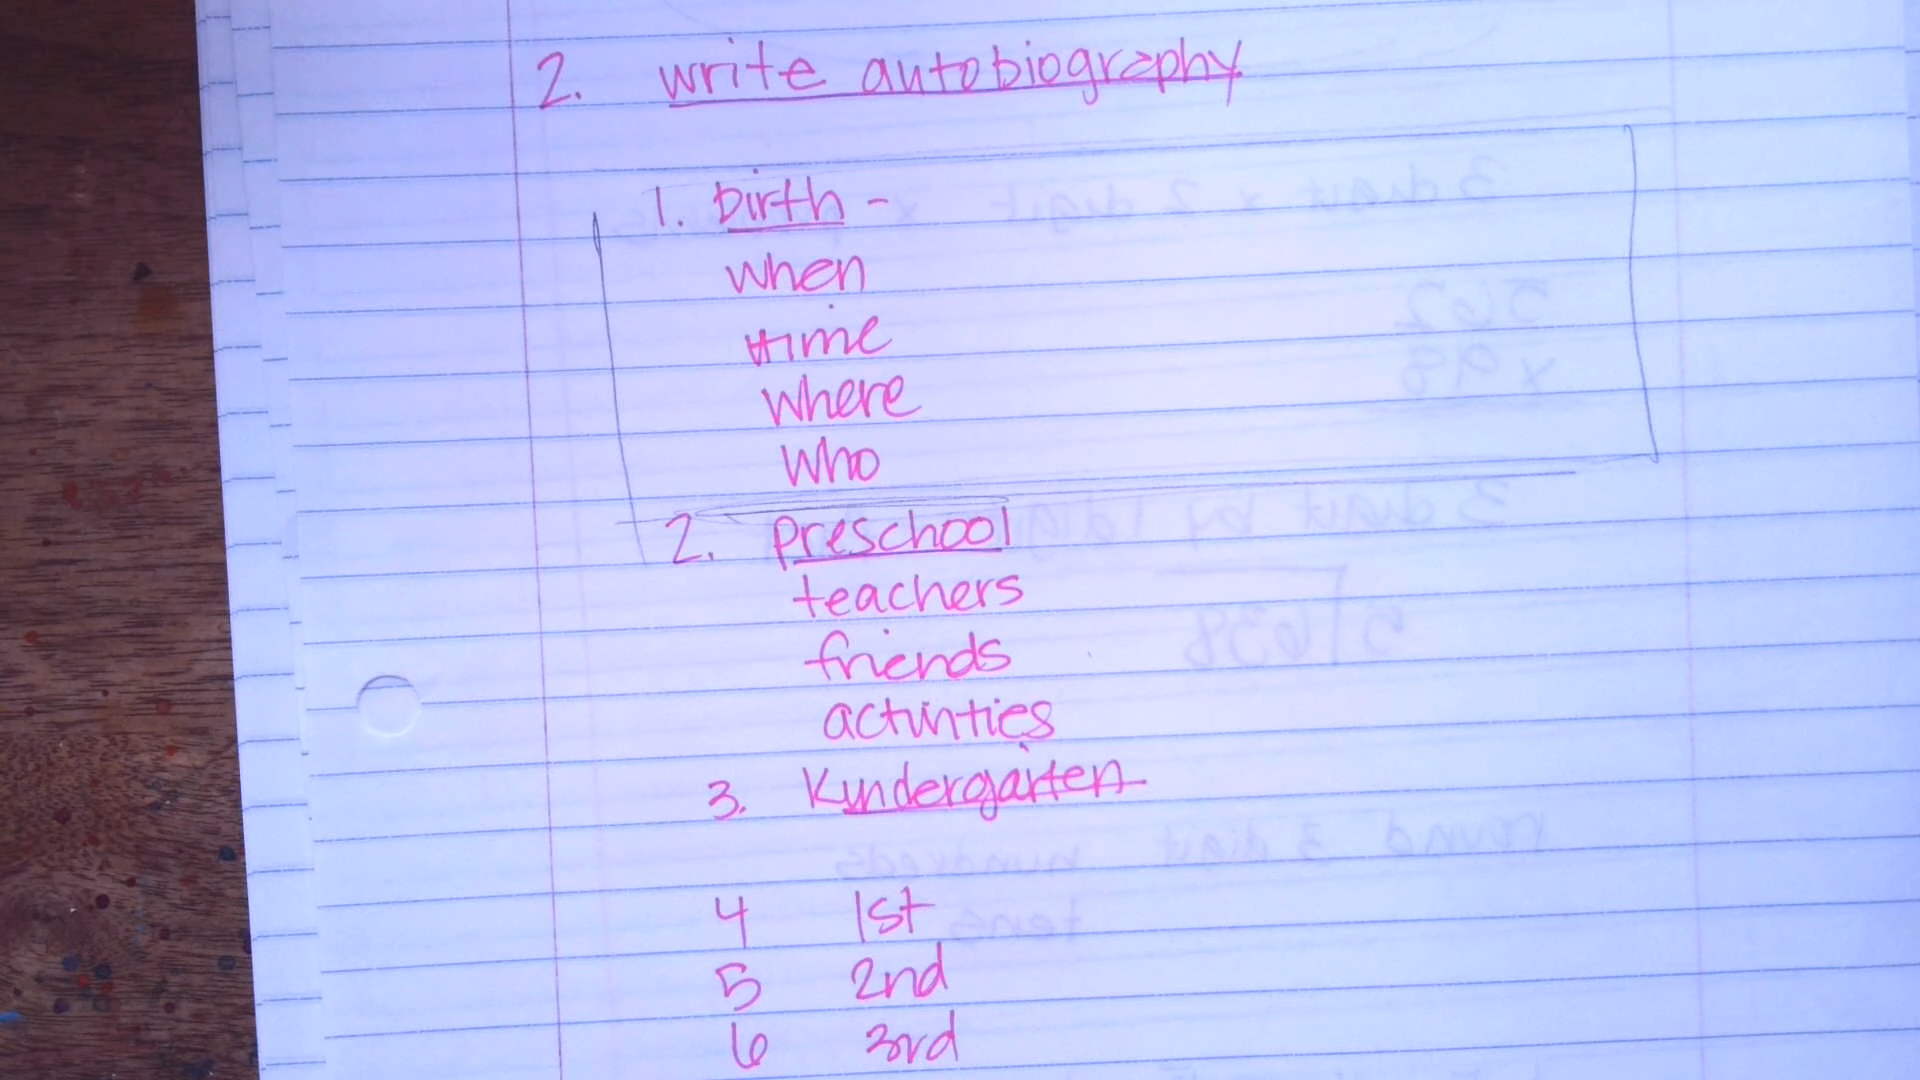 2. write autobiography
1. birth -
when
time
where
who
2. preschool
teachers
friends
activities
3. Kindergarten
4 1st
5 2nd
6 3rd